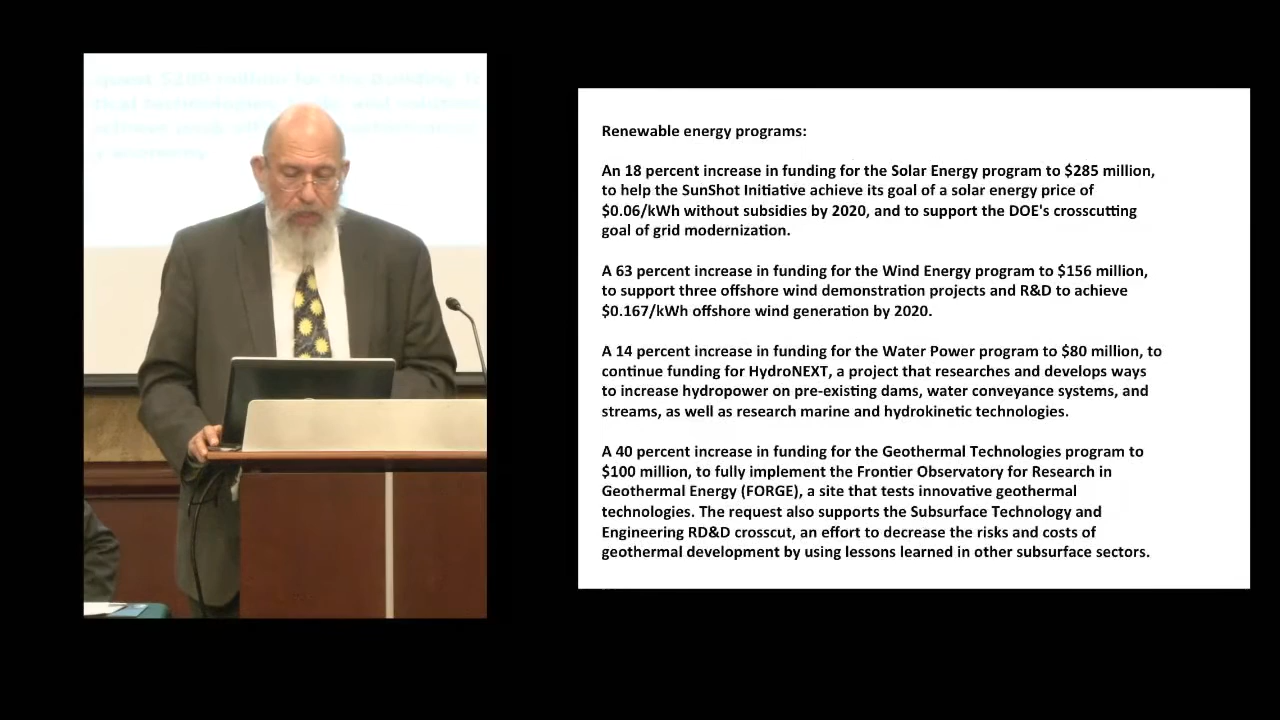 quest $289 million for the Building Te
Renewable energy programs:
An 18 percent increase in funding for the Solar Energy program to $285 million,
to help the SunShot Initiative achieve its goal of a solar energy price of
$0.06/kWh without subsidies by 2020, and to support the DOE's crosscutting
goal of grid modernization.
A 63 percent increase in funding for the Wind Energy program to $156 million,
to support three offshore wind demonstration projects and R&D to achieve
$0.167/kWh offshore wind generation by 2020.
A 14 percent increase in funding for the Water Power program to $80 million, to
continue funding for HydroNEXT, a project that researches and develops ways
to increase hydropower on pre-existing dams, water conveyance systems, and
streams, as well as research marine and hydrokinetic technologies.
A 40 percent increase in funding for the Geothermal Technologies program to
$100 million, to fully implement the Frontier Observatory for Research in
Geothermal Energy (FORGE), a site that tests innovative geothermal
technologies. The request also supports the Subsurface Technology and
Engineering RD&D crosscut, an effort to decrease the risks and costs of
geothermal development by using lessons learned in other subsurface sectors.